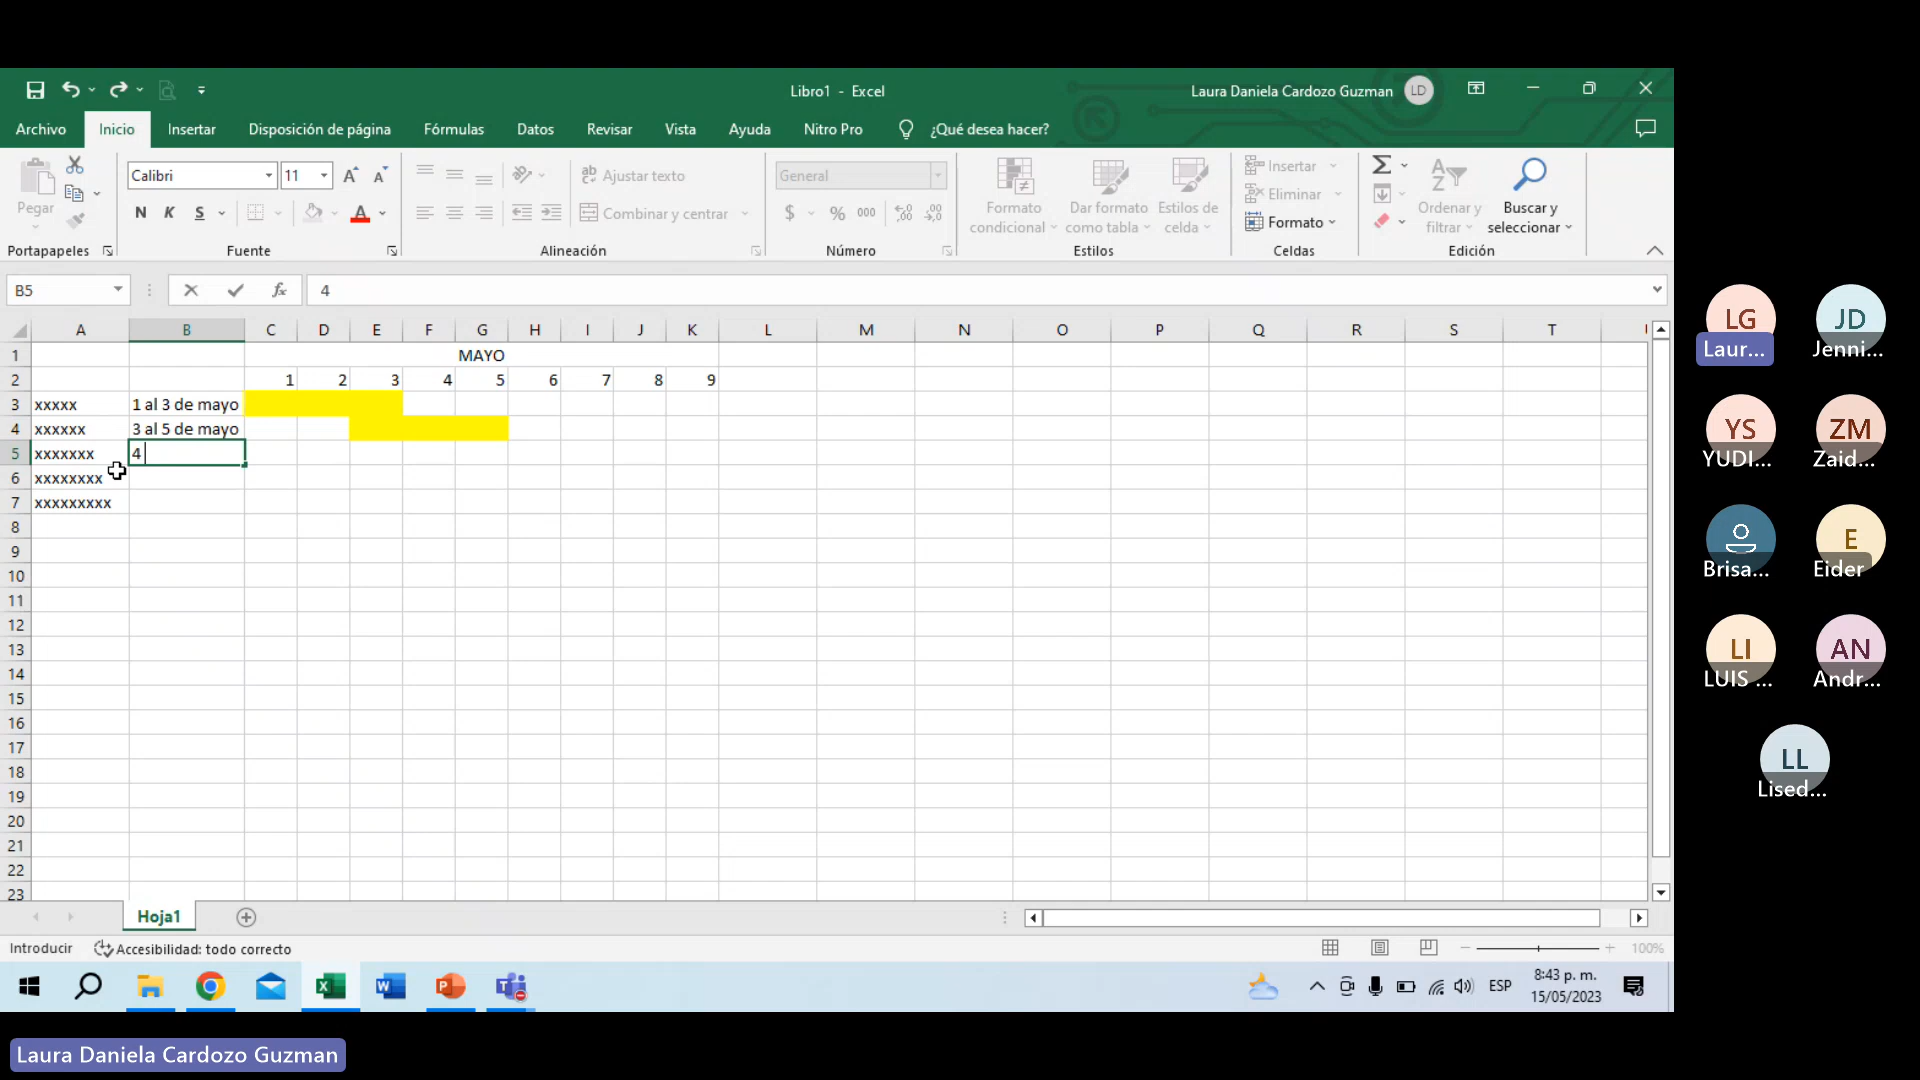 Libro1 - Excel
Laura Daniela Cardozo Guzman LD
Archivo Inicio Insertar Disposición de página Fórmulas Datos Revisar Vista Ayuda Nitro Pro ¿Qué desea hacer?
Pegar
Portapapeles
Calibri 11
N K S
Fuente
Ajustar texto
Combinar y centrar
Alineación
General
$ % 000
Número
Formato condicional
Dar formato como tabla
Estilos de celda
Estilos
Insertar
Eliminar
Formato
Celdas
Ordenar y filtrar
Buscar y seleccionar
Edición
B5 fx 4
A B C D E F G H I J K L M N O P Q R S T
1 MAYO
2 1 2 3 4 5 6 7 8 9
3 xxxxx 1 al 3 de mayo
4 xxxxxx 3 al 5 de mayo
5 xxxxxxx 4
6 xxxxxxxx
7 xxxxxxxxx
8
9
10
11
12
13
14
15
16
17
18
19
20
21
22
23
Hoja1
Introducir Accesibilidad: todo correcto 100%
ESP 8:43 p. m.
15/05/2023
LG JD
Laur... Jenni...
YS ZM
YUDI... Zaid...
E
Brisa... Eider
LI AN
LUIS ... Andr...
LL
Lised...
Laura Daniela Cardozo Guzman